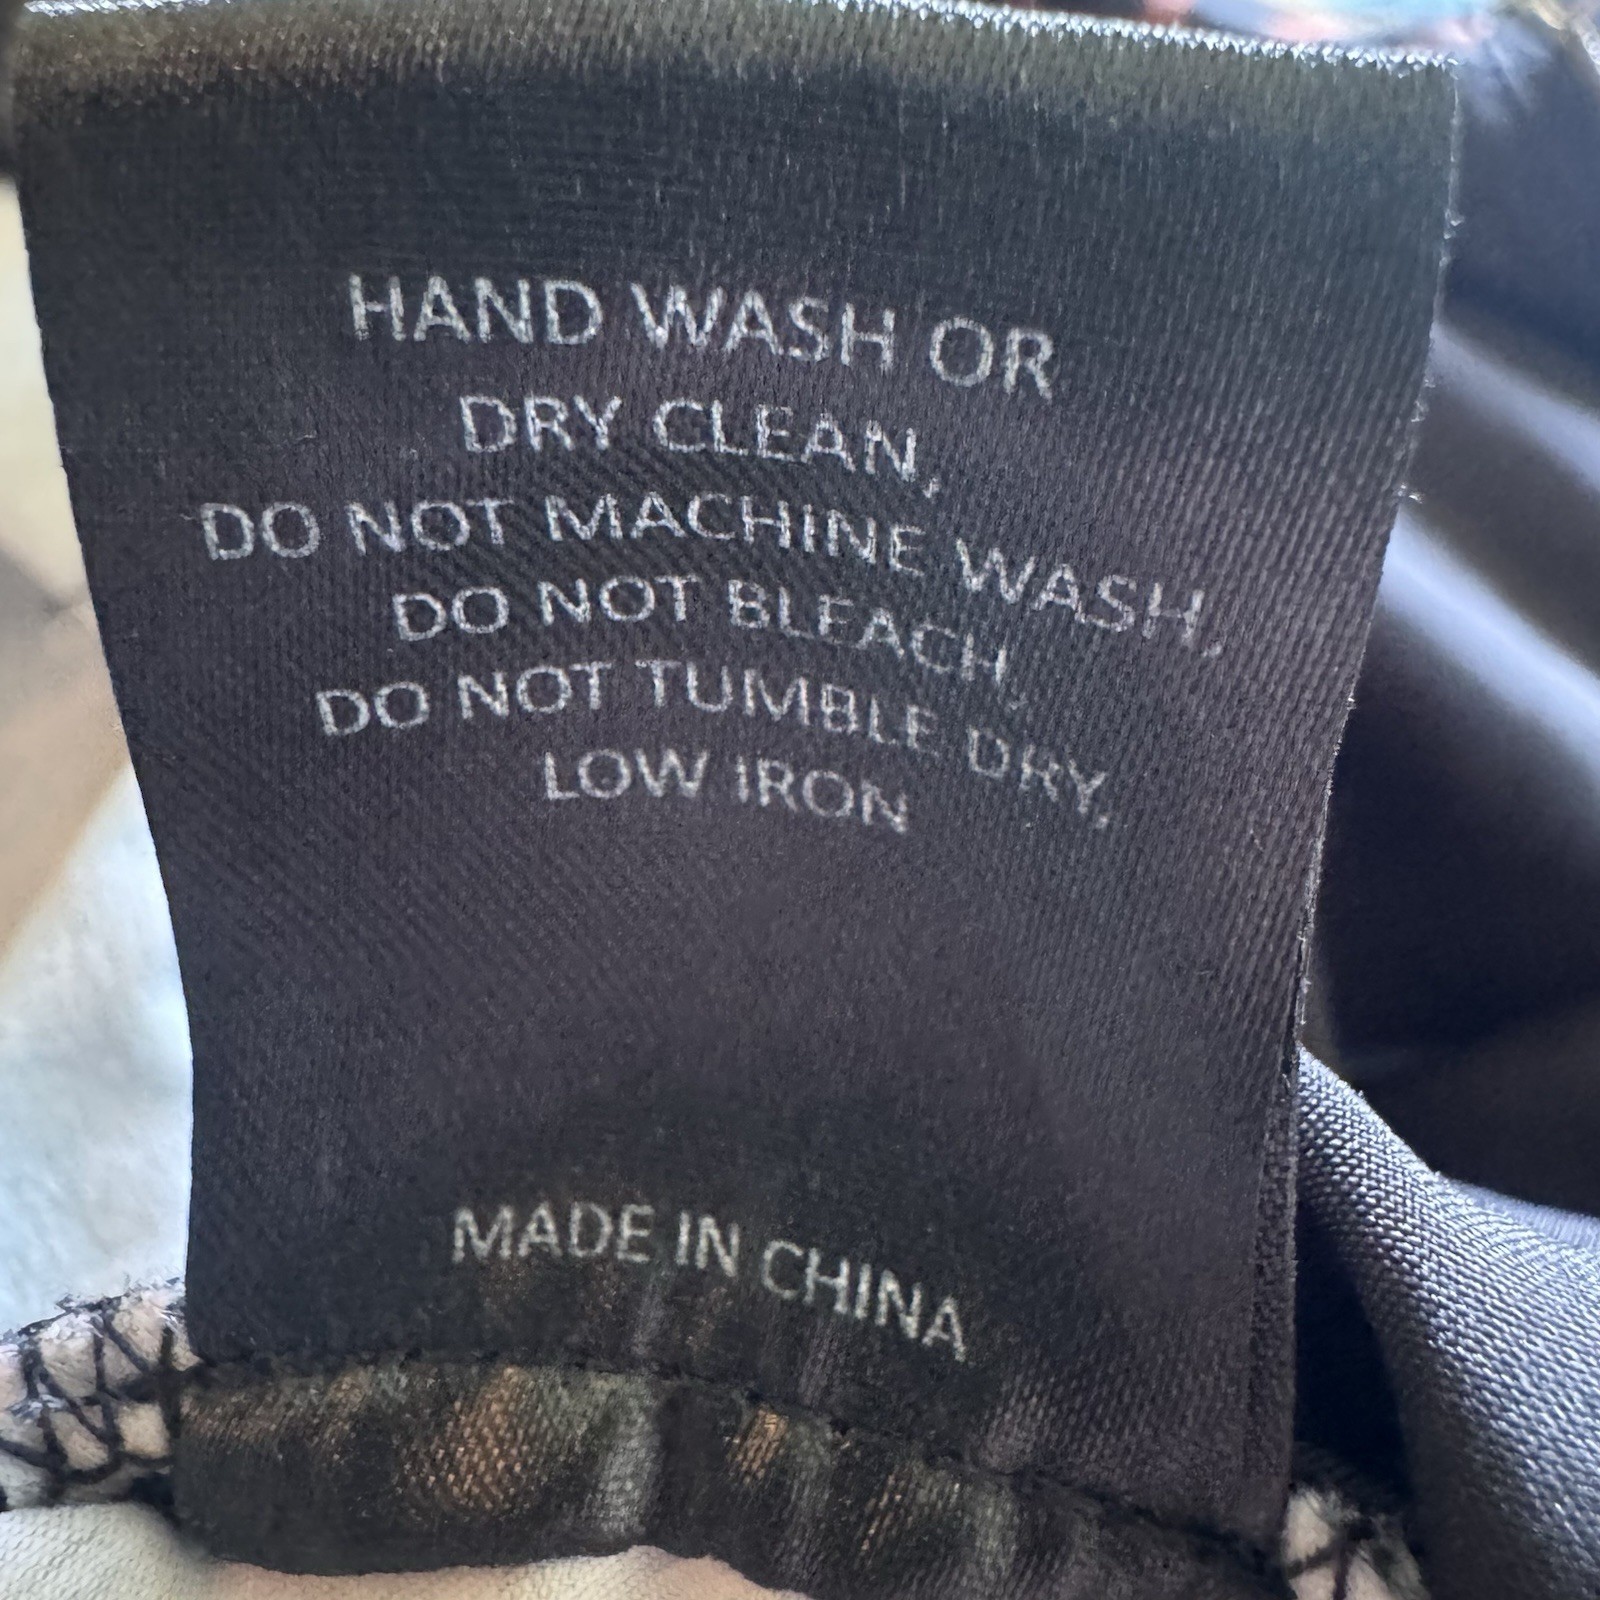 HAND WASH OR
DRY CLEAN,
DO NOT MACHINE WASH,
DO NOT BLEACH,
DO NOT TUMBLE DRY,
LOW IRON
MADE IN CHINA